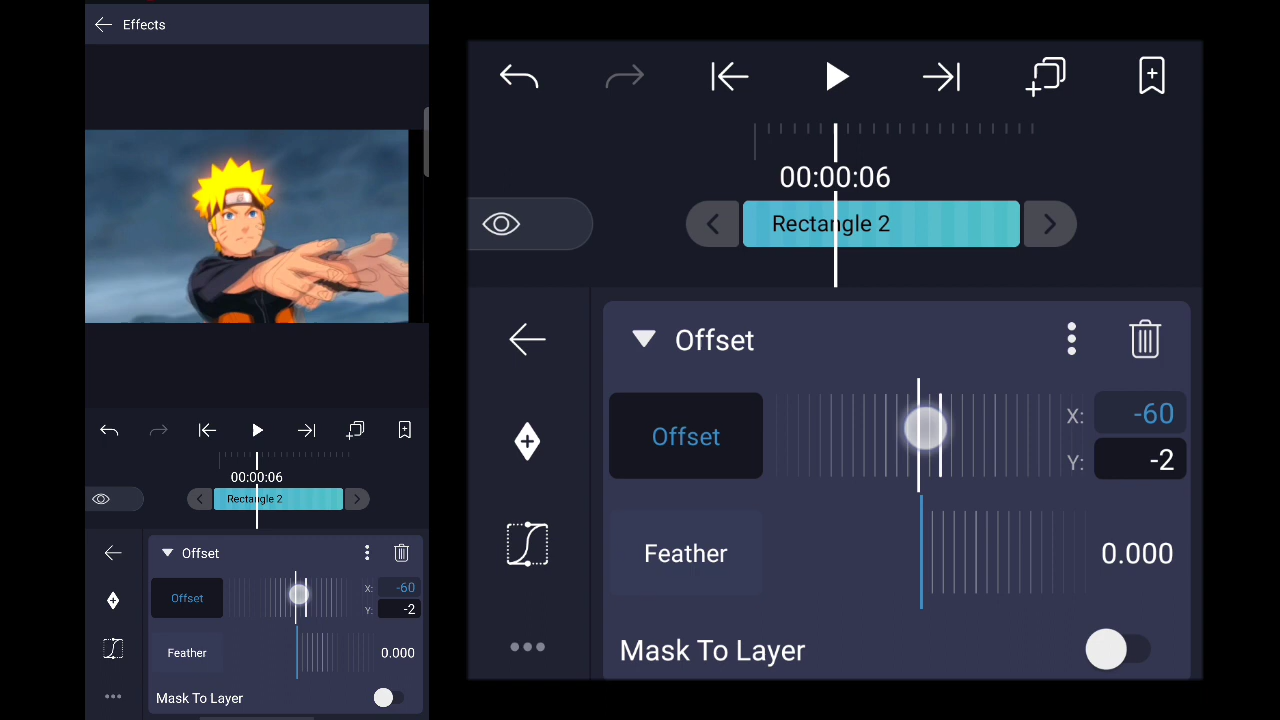 Effects
00:00:06
Rectangle 2
Offset
Offset
X: -60
Y: -2
Feather
0.000
Mask To Layer
00:00:06
Rectangle 2
Offset
Offset
X: -60
Y: -2
Feather
0.000
Mask To Layer